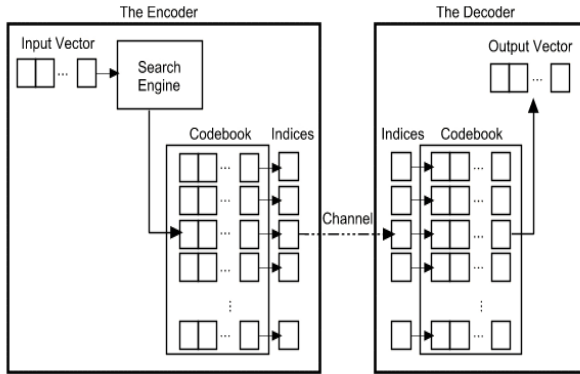 The Encoder
The Decoder
Input Vector
Search
Engine
Output Vector
Codebook
Indices
Indices
Codebook
Channel